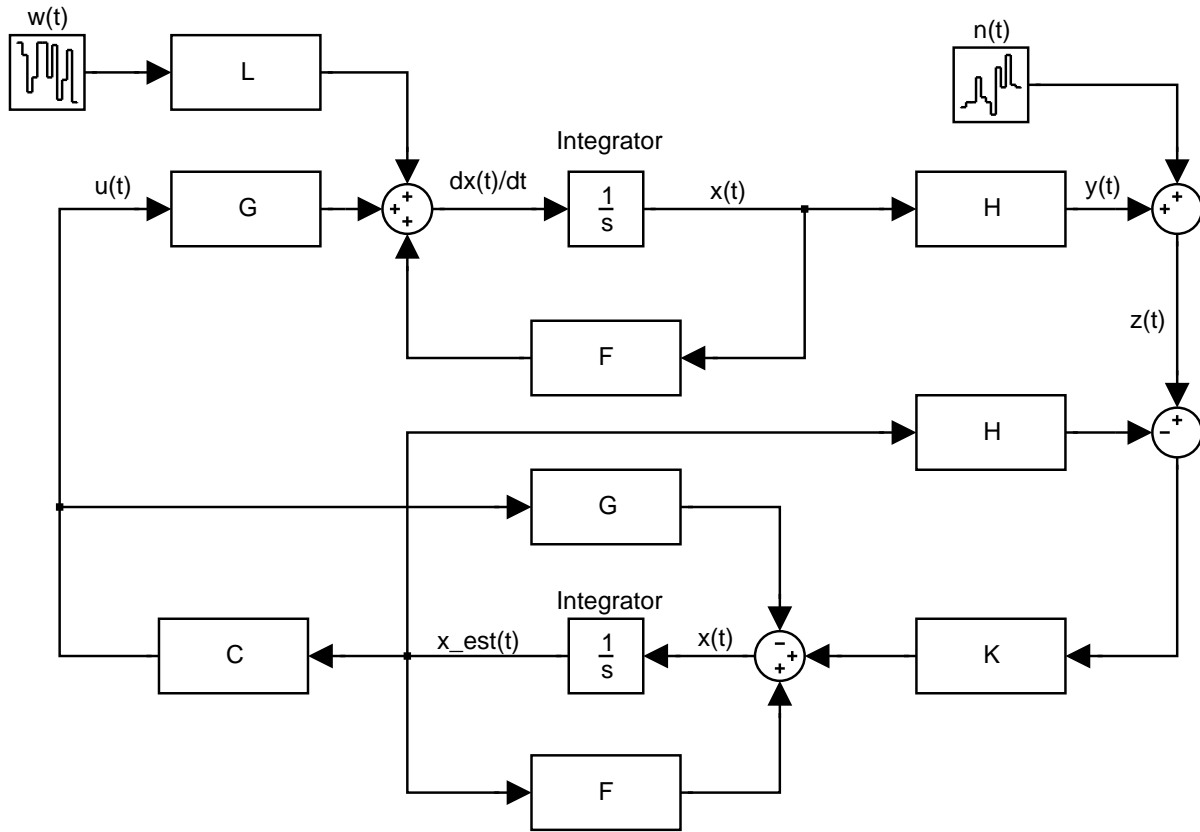 w(t)
n(t)
L
Integrator
u(t)
G
+
+
+
dx(t)/dt
1
s
x(t)
H
y(t)
+
+
F
z(t)
H
-
+
G
Integrator
C
x_est(t)
1
s
x(t)
-
+
+
K
F